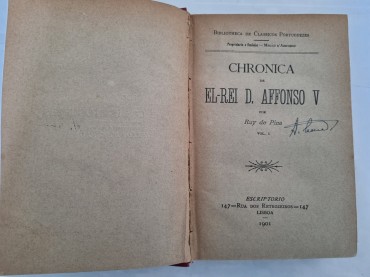 BIBLIOTHECA DE CLASSICOS PORTUGUEZES
CHRONICA
DE
EL-REI D. AFFONSO V
POR
Ruy de Pina
VOL. I
ESCRIPTORIO
147—RUA DOS RETROZEIROS—147
LISBOA
1901